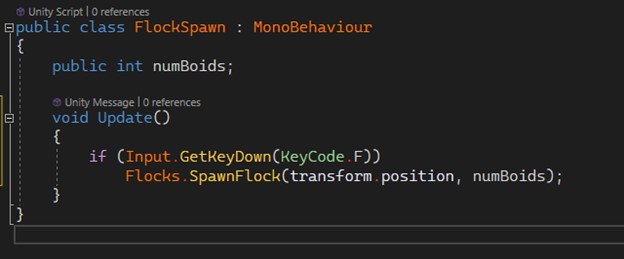 Unity Script | 0 references
public class FlockSpawn : MonoBehaviour
{
public int numBoids;
Unity Message | 0 references
void Update()
{
if (Input.GetKeyDown(KeyCode.F))
Flocks.SpawnFlock(transform.position, numBoids);
}
}